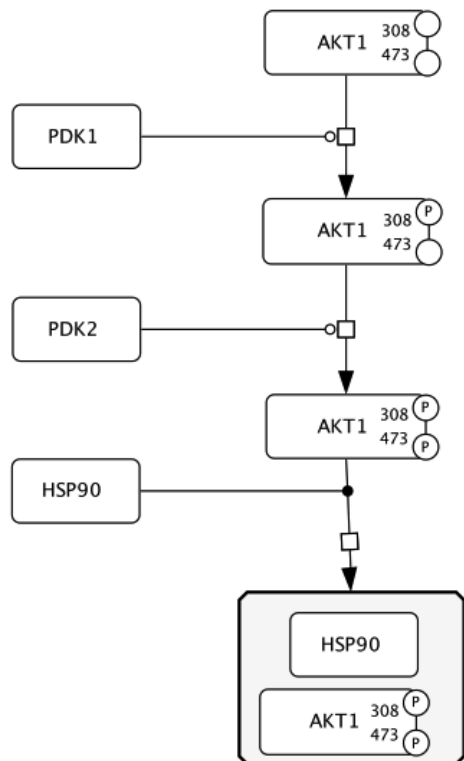 AKT1 308
473
PDK1
AKT1 308 P
473
PDK2
AKT1 308 P
473 P
HSP90
HSP90
AKT1 308 P
473 P